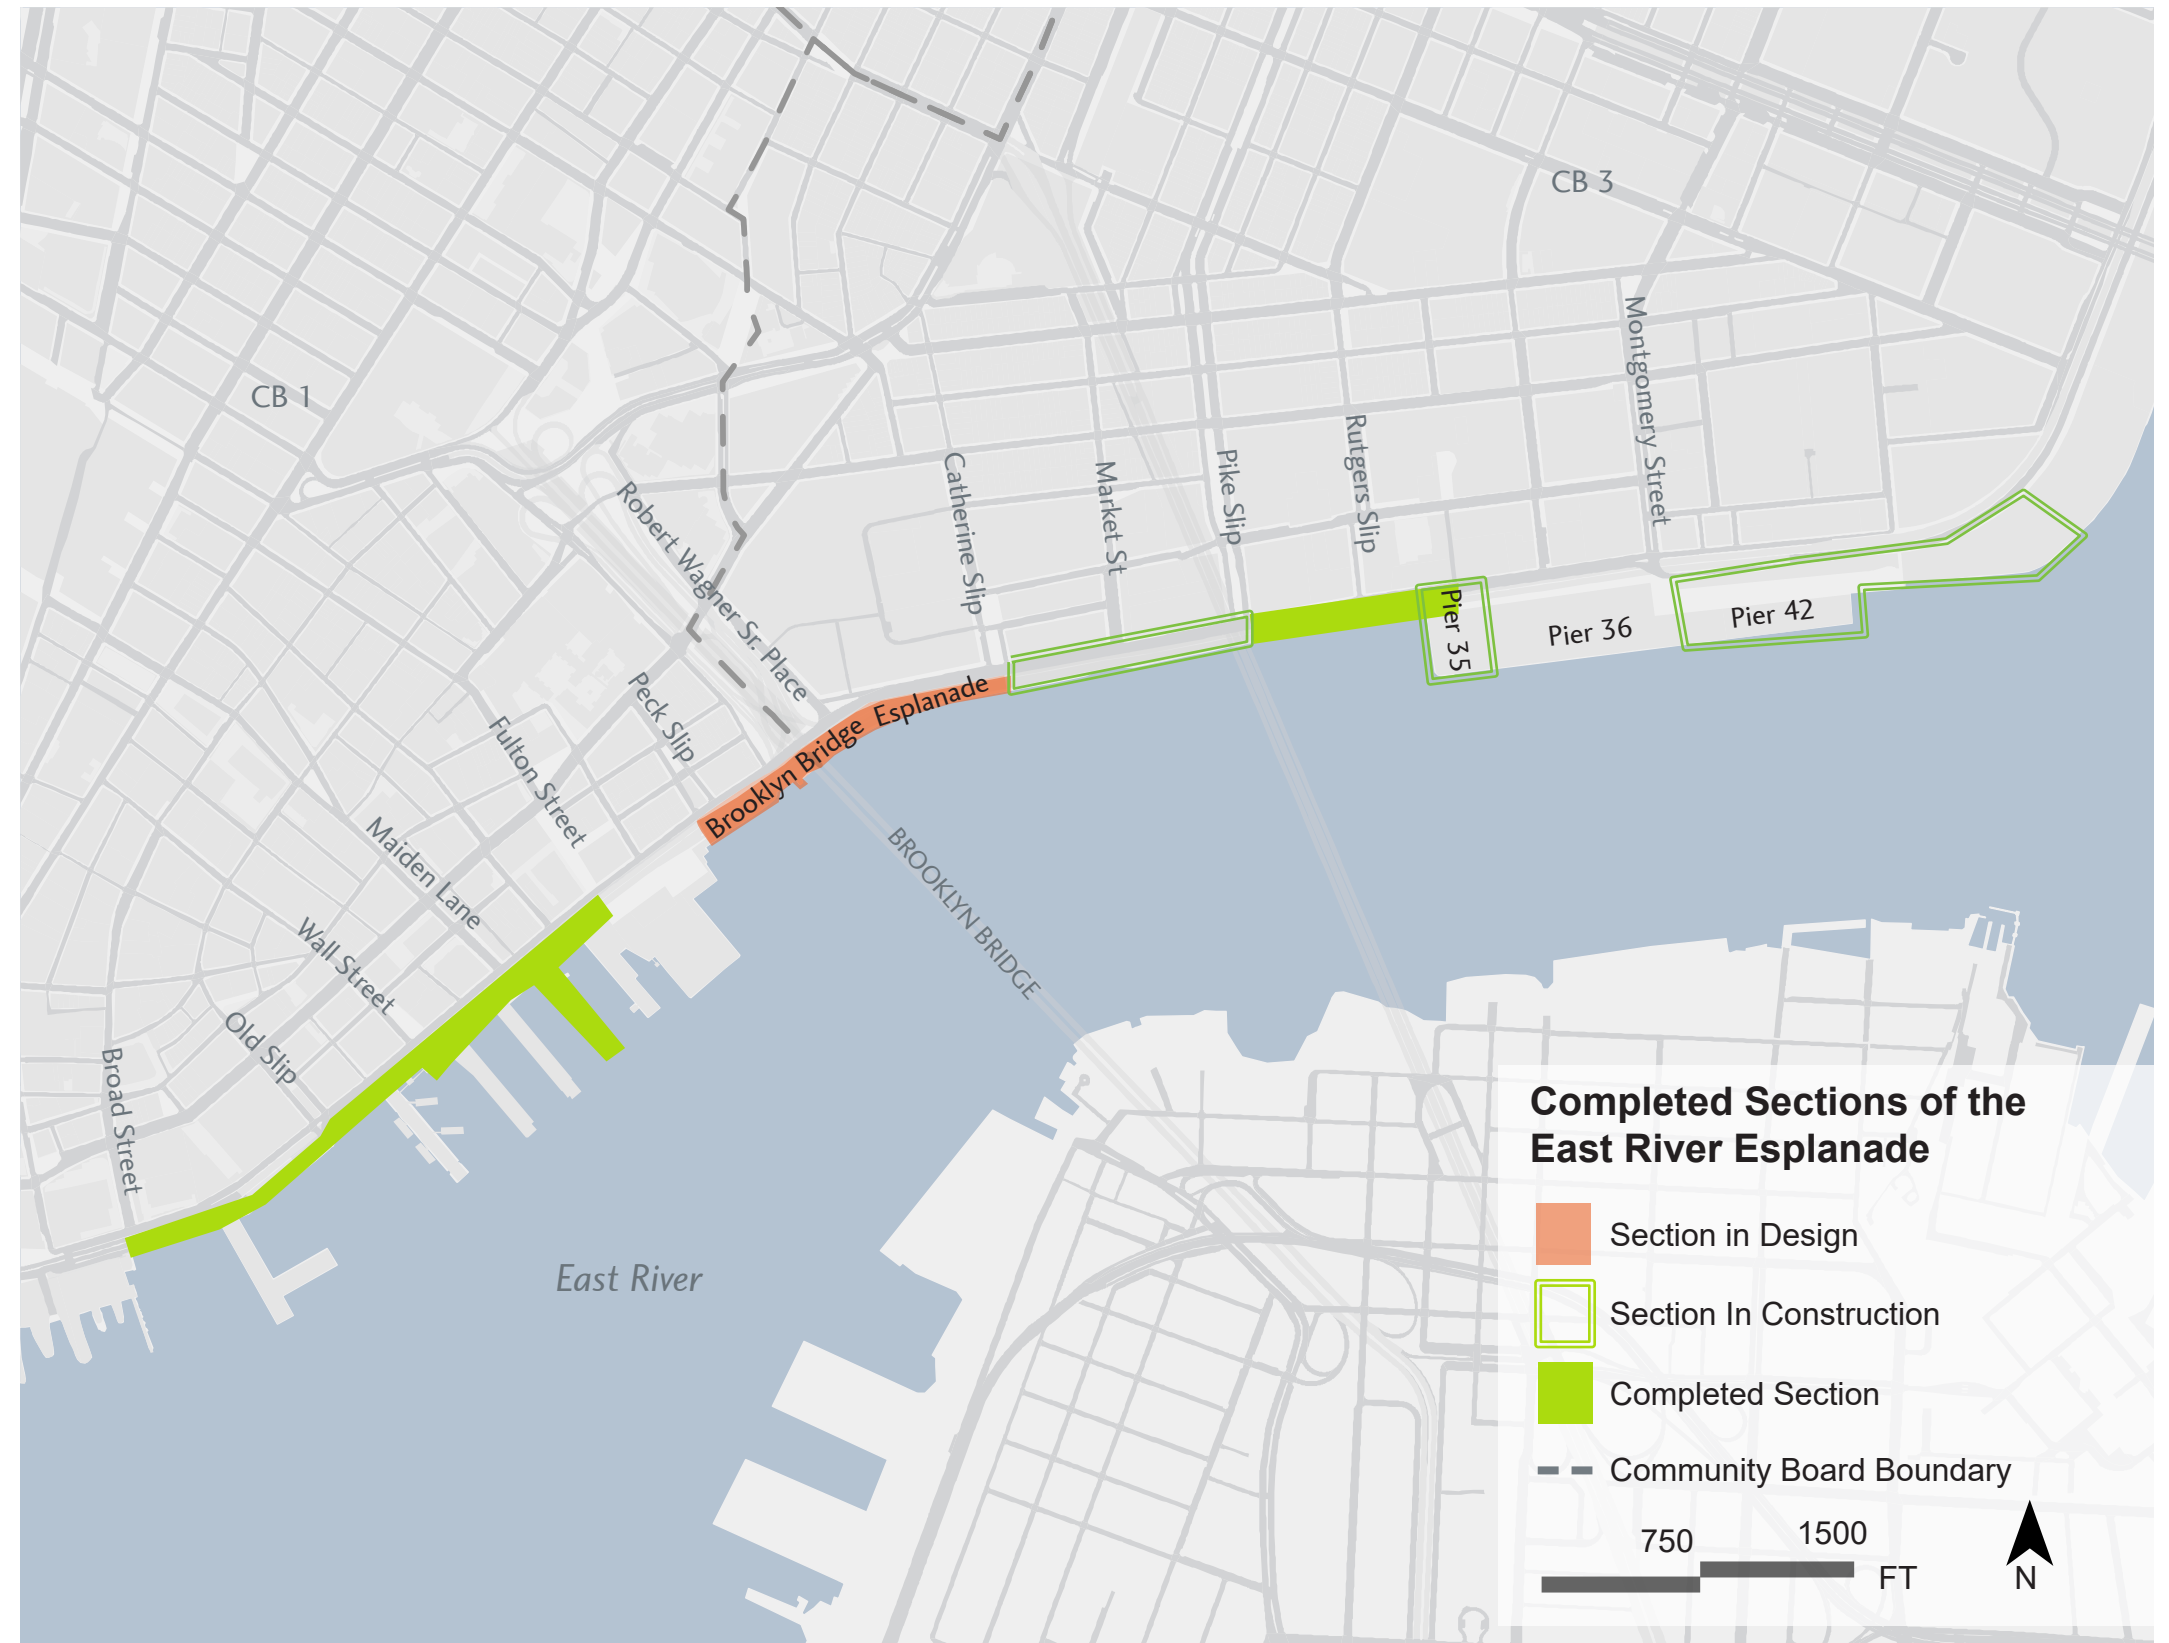 CB 3
CB 1
Montgomery Street
Rutgers Slip
Pike Slip
Market St
Catherine Slip
Robert Wagner Sr. Place
Peck Slip
Fulton Street
Maiden Lane
Wall Street
Old Slip
Broad Street
Pier 35
Pier 36
Pier 42
Brooklyn Bridge Esplanade
BROOKLYN BRIDGE
East River
Completed Sections of the
East River Esplanade
Section in Design
Section In Construction
Completed Section
Community Board Boundary
750
1500
FT
N